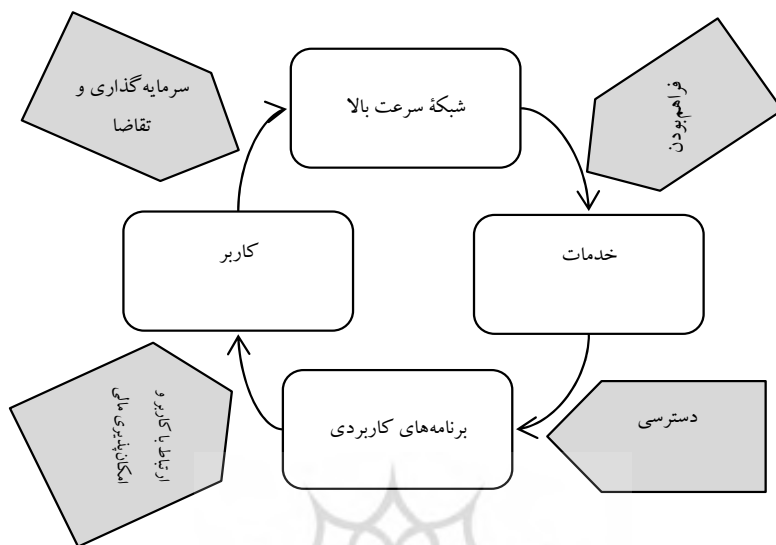 سرمایه‌گذاری و
تقاضا
شبکهٔ سرعت بالا
فراهم‌بودن
کاربر
خدمات
ارتباط با کاربر و
امکان‌پذیری مالی
برنامه‌های کاربردی
دسترسی